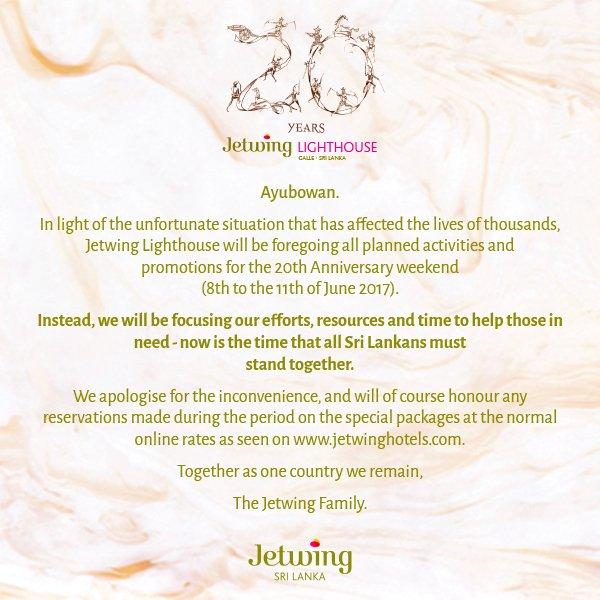 20
YEARS
Jetwing LIGHTHOUSE
GALLE · SRI LANKA
Ayubowan.
In light of the unfortunate situation that has affected the lives of thousands,
Jetwing Lighthouse will be foregoing all planned activities and
promotions for the 20th Anniversary weekend
(8th to the 11th of June 2017).
Instead, we will be focusing our efforts, resources and time to help those in
need - now is the time that all Sri Lankans must
stand together.
We apologise for the inconvenience, and will of course honour any
reservations made during the period on the special packages at the normal
online rates as seen on www.jetwinghotels.com.
Together as one country we remain,
The Jetwing Family.
Jetwing
SRI LANKA